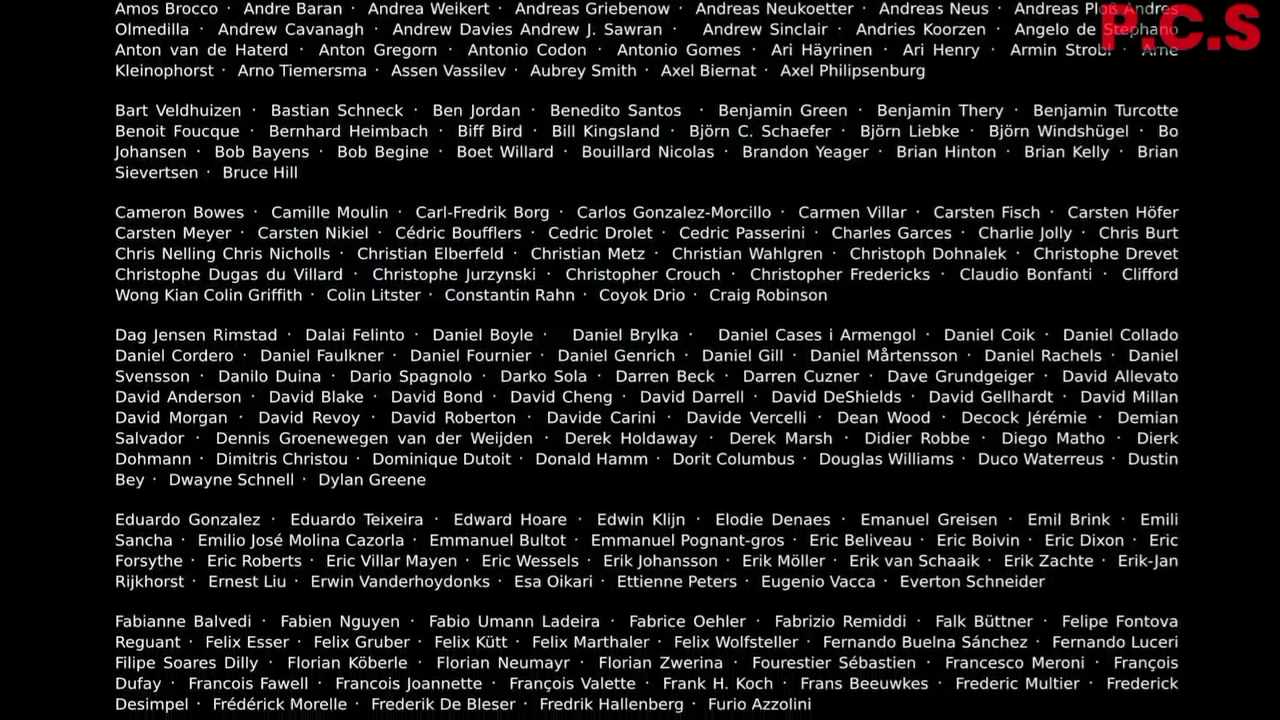 Amos Brocco · Andre Baran · Andrea Weikert · Andreas Griebenow · Andreas Neukoetter · Andreas Neus · Andreas Ploß Andres
P.C.S
Olmedilla · Andrew Cavanagh · Andrew Davies Andrew J. Sawran · Andrew Sinclair · Andries Koorzen · Angelo de Stephano
Anton van de Haterd · Anton Gregorn · Antonio Codon · Antonio Gomes · Ari Häyrinen · Ari Henry · Armin Strobl · Arne
Kleinophorst · Arno Tiemersma · Assen Vassilev · Aubrey Smith · Axel Biernat · Axel Philipsenburg
Bart Veldhuizen · Bastian Schneck · Ben Jordan · Benedito Santos · Benjamin Green · Benjamin Thery · Benjamin Turcotte
Benoit Foucque · Bernhard Heimbach · Biff Bird · Bill Kingsland · Björn C. Schaefer · Björn Liebke · Björn Windshügel · Bo
Johansen · Bob Bayens · Bob Begine · Boet Willard · Bouillard Nicolas · Brandon Yeager · Brian Hinton · Brian Kelly · Brian
Sievertsen · Bruce Hill
Cameron Bowes · Camille Moulin · Carl-Fredrik Borg · Carlos Gonzalez-Morcillo · Carmen Villar · Carsten Fisch · Carsten Höfer
Carsten Meyer · Carsten Nikiel · Cédric Boufflers · Cedric Drolet · Cedric Passerini · Charles Garces · Charlie Jolly · Chris Burt
Chris Nelling Chris Nicholls · Christian Elberfeld · Christian Metz · Christian Wahlgren · Christoph Dohnalek · Christophe Drevet
Christophe Dugas du Villard · Christophe Jurzynski · Christopher Crouch · Christopher Fredericks · Claudio Bonfanti · Clifford
Wong Kian Colin Griffith · Colin Litster · Constantin Rahn · Coyok Drio · Craig Robinson
Dag Jensen Rimstad · Dalai Felinto · Daniel Boyle · Daniel Brylka · Daniel Cases i Armengol · Daniel Coik · Daniel Collado
Daniel Cordero · Daniel Faulkner · Daniel Fournier · Daniel Genrich · Daniel Gill · Daniel Mårtensson · Daniel Rachels · Daniel
Svensson · Danilo Duina · Dario Spagnolo · Darko Sola · Darren Beck · Darren Cuzner · Dave Grundgeiger · David Allevato
David Anderson · David Blake · David Bond · David Cheng · David Darrell · David DeShields · David Gellhardt · David Millan
David Morgan · David Revoy · David Roberton · Davide Carini · Davide Vercelli · Dean Wood · Decock Jérémie · Demian
Salvador · Dennis Groenewegen van der Weijden · Derek Holdaway · Derek Marsh · Didier Robbe · Diego Matho · Dierk
Dohmann · Dimitris Christou · Dominique Dutoit · Donald Hamm · Dorit Columbus · Douglas Williams · Duco Waterreus · Dustin
Bey · Dwayne Schnell · Dylan Greene
Eduardo Gonzalez · Eduardo Teixeira · Edward Hoare · Edwin Klijn · Elodie Denaes · Emanuel Greisen · Emil Brink · Emili
Sancha · Emilio José Molina Cazorla · Emmanuel Bultot · Emmanuel Pognant-gros · Eric Beliveau · Eric Boivin · Eric Dixon · Eric
Forsythe · Eric Roberts · Eric Villar Mayen · Eric Wessels · Erik Johansson · Erik Möller · Erik van Schaaik · Erik Zachte · Erik-Jan
Rijkhorst · Ernest Liu · Erwin Vanderhoydonks · Esa Oikari · Ettienne Peters · Eugenio Vacca · Everton Schneider
Fabianne Balvedi · Fabien Nguyen · Fabio Umann Ladeira · Fabrice Oehler · Fabrizio Remiddi · Falk Büttner · Felipe Fontova
Reguant · Felix Esser · Felix Gruber · Felix Kütt · Felix Marthaler · Felix Wolfsteller · Fernando Buelna Sánchez · Fernando Luceri
Filipe Soares Dilly · Florian Köberle · Florian Neumayr · Florian Zwerina · Fourestier Sébastien · Francesco Meroni · François
Dufay · Francois Fawell · Francois Joannette · François Valette · Frank H. Koch · Frans Beeuwkes · Frederic Multier · Frederick
Desimpel · Frédérick Morelle · Frederik De Bleser · Fredrik Hallenberg · Furio Azzolini